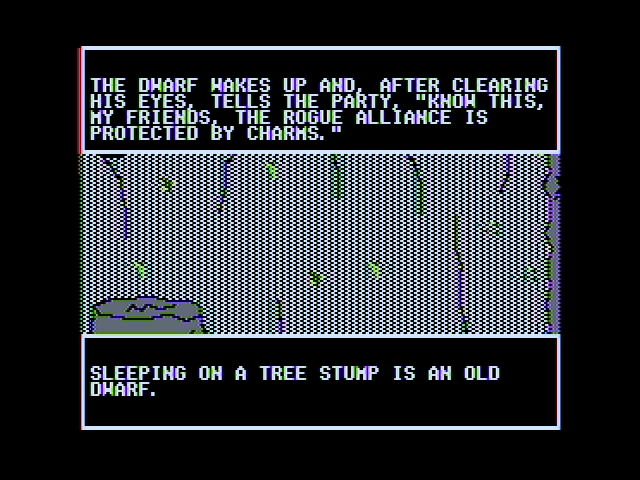 THE DWARF WAKES UP AND, AFTER CLEARING
HIS EYES, TELLS THE PARTY, "KNOW THIS,
MY FRIENDS, THE ROGUE ALLIANCE IS
PROTECTED BY CHARMS."
SLEEPING ON A TREE STUMP IS AN OLD
DWARF.